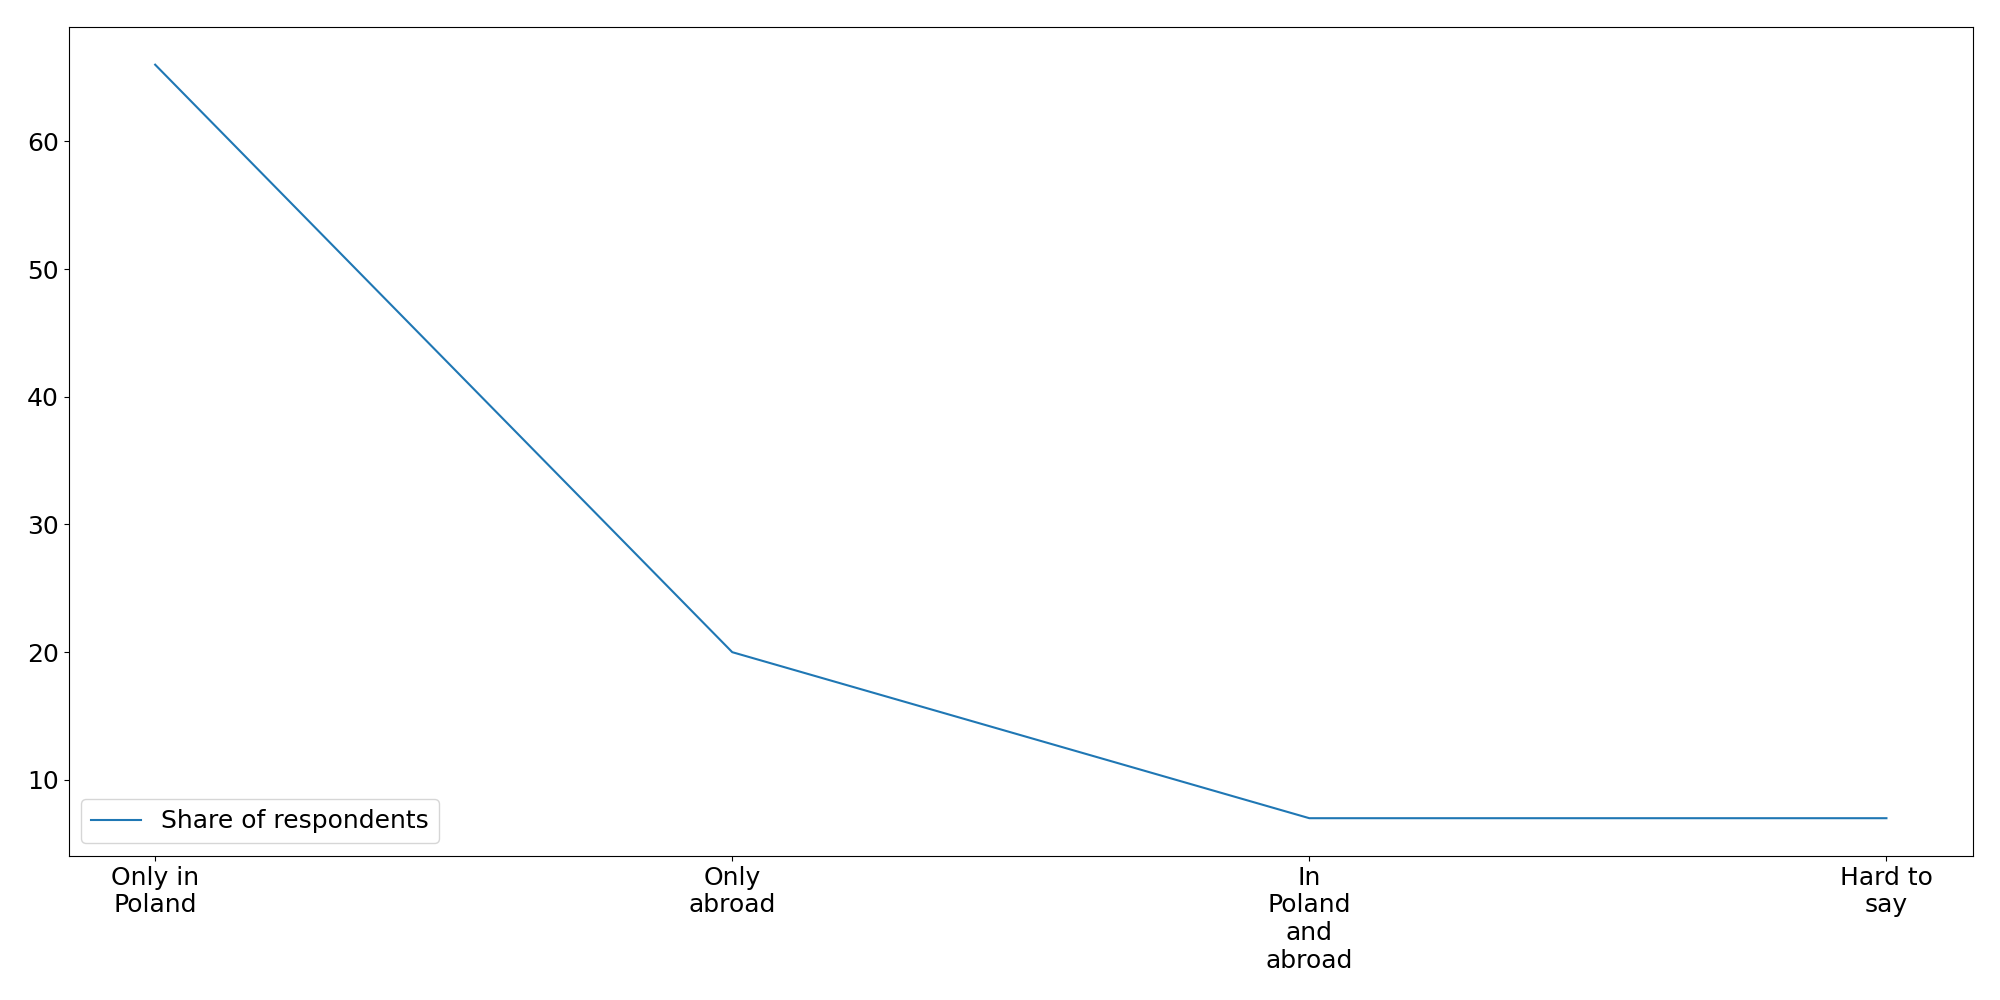 60
50
40
30
20
10
Share of respondents
Only in
Poland
Only
abroad
In
Poland
and
abroad
Hard to
say